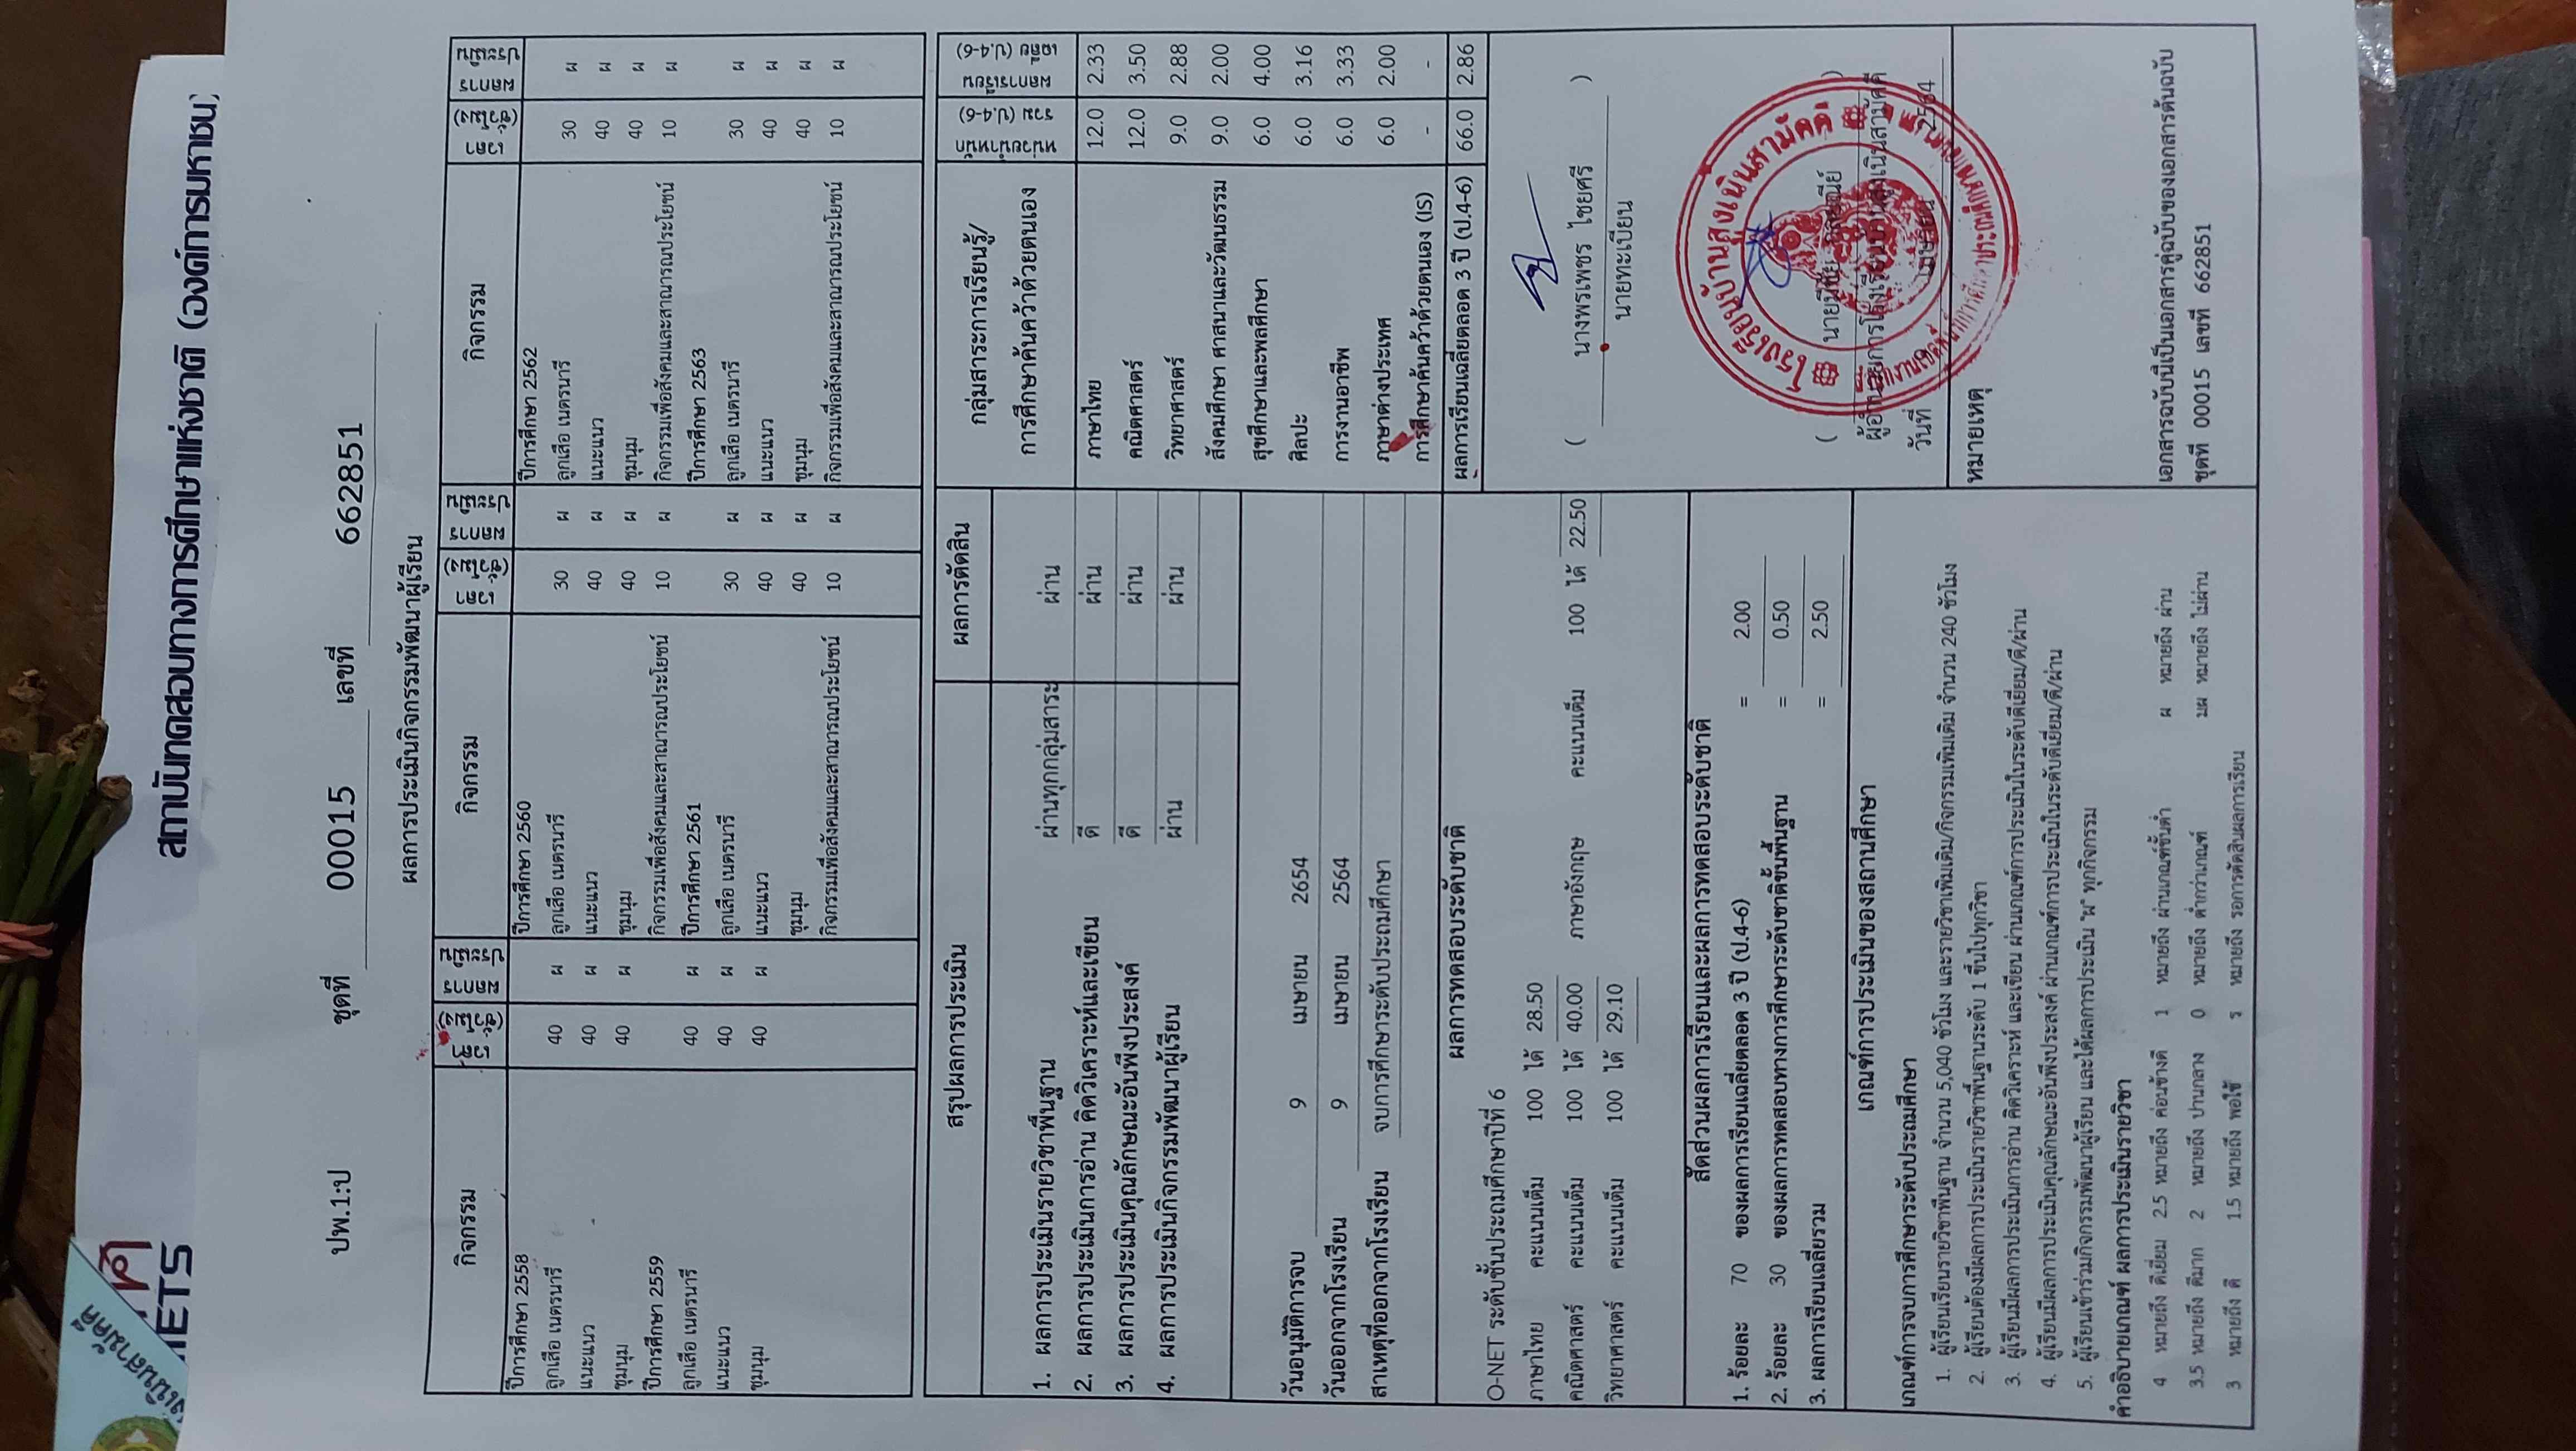 สถาบันทดสอบทางการศึกษาแห่งชาติ (องค์การมหาชน)
IETS
ปพ.1:ป ชุดที่ 00015 เลขที่ 662851
ผลการประเมินกิจกรรมพัฒนาผู้เรียน
กิจกรรม เวลา (ชั่วโมง) ผลการประเมิน กิจกรรม เวลา (ชั่วโมง) ผลการประเมิน กิจกรรม เวลา (ชั่วโมง) ผลการประเมิน
ปีการศึกษา 2558 ปีการศึกษา 2560 ปีการศึกษา 2562
ลูกเสือ เนตรนารี 40 ผ ลูกเสือ เนตรนารี 30 ผ ลูกเสือ เนตรนารี 30 ผ
แนะแนว 40 ผ แนะแนว 40 ผ แนะแนว 40 ผ
ชุมนุม 40 ผ ชุมนุม 40 ผ ชุมนุม 40 ผ
ปีการศึกษา 2559 กิจกรรมเพื่อสังคมและสาณารณประโยชน์ 10 ผ กิจกรรมเพื่อสังคมและสาณารณประโยชน์ 10 ผ
ลูกเสือ เนตรนารี 40 ผ ปีการศึกษา 2561 ปีการศึกษา 2563
แนะแนว 40 ผ ลูกเสือ เนตรนารี 30 ผ ลูกเสือ เนตรนารี 30 ผ
ชุมนุม 40 ผ แนะแนว 40 ผ แนะแนว 40 ผ
ชุมนุม 40 ผ ชุมนุม 40 ผ
กิจกรรมเพื่อสังคมและสาณารณประโยชน์ 10 ผ กิจกรรมเพื่อสังคมและสาณารณประโยชน์ 10 ผ
สรุปผลการประเมิน ผลการตัดสิน
1. ผลการประเมินรายวิชาพื้นฐาน ผ่านทุกกลุ่มสาระ ผ่าน
2. ผลการประเมินการอ่าน คิดวิเคราะห์และเขียน ดี ผ่าน
3. ผลการประเมินคุณลักษณะอันพึงประสงค์ ดี ผ่าน
4. ผลการประเมินกิจกรรมพัฒนาผู้เรียน ผ่าน ผ่าน
วันอนุมัติการจบ 9 เมษายน 2654
วันออกจากโรงเรียน 9 เมษายน 2564
สาเหตุที่ออกจากโรงเรียน จบการศึกษาระดับประถมศึกษา
กลุ่มสาระการเรียนรู้/ การศึกษาค้นคว้าด้วยตนเอง หน่วยน้ำหนัก รวม (ป.4-6) ผลการเรียน เฉลี่ย (ป.4-6)
ภาษาไทย 12.0 2.33
คณิตศาสตร์ 12.0 3.50
วิทยาศาสตร์ 9.0 2.88
สังคมศึกษา ศาสนาและวัฒนธรรม 9.0 2.00
สุขศึกษาและพลศึกษา 6.0 4.00
ศิลปะ 6.0 3.16
การงานอาชีพ 6.0 3.33
ภาษาต่างประเทศ 6.0 2.00
การศึกษาค้นคว้าด้วยตนเอง (IS) - -
ผลการเรียนเฉลี่ยตลอด 3 ปี (ป.4-6) 66.0 2.86
ผลการทดสอบระดับชาติ
O-NET ระดับชั้นประถมศึกษาปีที่ 6
ภาษาไทย คะแนนเต็ม 100 ได้ 28.50
คณิตศาสตร์ คะแนนเต็ม 100 ได้ 40.00 ภาษาอังกฤษ คะแนนเต็ม 100 ได้ 22.50
วิทยาศาสตร์ คะแนนเต็ม 100 ได้ 29.10
สัดส่วนผลการเรียนและผลการทดสอบระดับชาติ
1. ร้อยละ 70 ของผลการเรียนเฉลี่ยตลอด 3 ปี (ป.4-6) = 2.00
2. ร้อยละ 30 ของผลการทดสอบทางการศึกษาระดับชาติขั้นพื้นฐาน = 0.50
3. ผลการเรียนเฉลี่ยรวม = 2.50
( นางพรเพชร ไชยศรี )
นายทะเบียน
โรงเรียนบ้านสูงเนินสามัคคี
ผู้อำนวยการโรงเรียนบ้านสูงเนินสามัคคี
วันที่ เมษายน 2564
เกณฑ์การประเมินของสถานศึกษา
เกณฑ์การจบการศึกษาระดับประถมศึกษา
1. ผู้เรียนเรียนรายวิชาพื้นฐาน จำนวน 5,040 ชั่วโมง และรายวิชาเพิ่มเติม/กิจกรรมเพิ่มเติม จำนวน 240 ชั่วโมง
2. ผู้เรียนต้องมีผลการประเมินรายวิชาพื้นฐานระดับ 1 ขึ้นไปทุกวิชา
3. ผู้เรียนมีผลการประเมินการอ่าน คิดวิเคราะห์ และเขียน ผ่านเกณฑ์การประเมินในระดับดีเยี่ยม/ดี/ผ่าน
4. ผู้เรียนมีผลการประเมินคุณลักษณะอันพึงประสงค์ ผ่านเกณฑ์การประเมินในระดับดีเยี่ยม/ดี/ผ่าน
5. ผู้เรียนเข้าร่วมกิจกรรมพัฒนาผู้เรียน และได้ผลการประเมิน "ผ" ทุกกิจกรรม
คำอธิบายเกณฑ์ ผลการประเมินรายวิชา
4 หมายถึง ดีเยี่ยม 2.5 หมายถึง ค่อนข้างดี 1 หมายถึง ผ่านเกณฑ์ขั้นต่ำ ผ หมายถึง ผ่าน
3.5 หมายถึง ดีมาก 2 หมายถึง ปานกลาง 0 หมายถึง ต่ำกว่าเกณฑ์ มผ หมายถึง ไม่ผ่าน
3 หมายถึง ดี 1.5 หมายถึง พอใช้ ร หมายถึง รอการตัดสินผลการเรียน
หมายเหตุ
เอกสารฉบับนี้เป็นเอกสารคู่ฉบับของเอกสารต้นฉบับ
ชุดที่ 00015 เลขที่ 662851